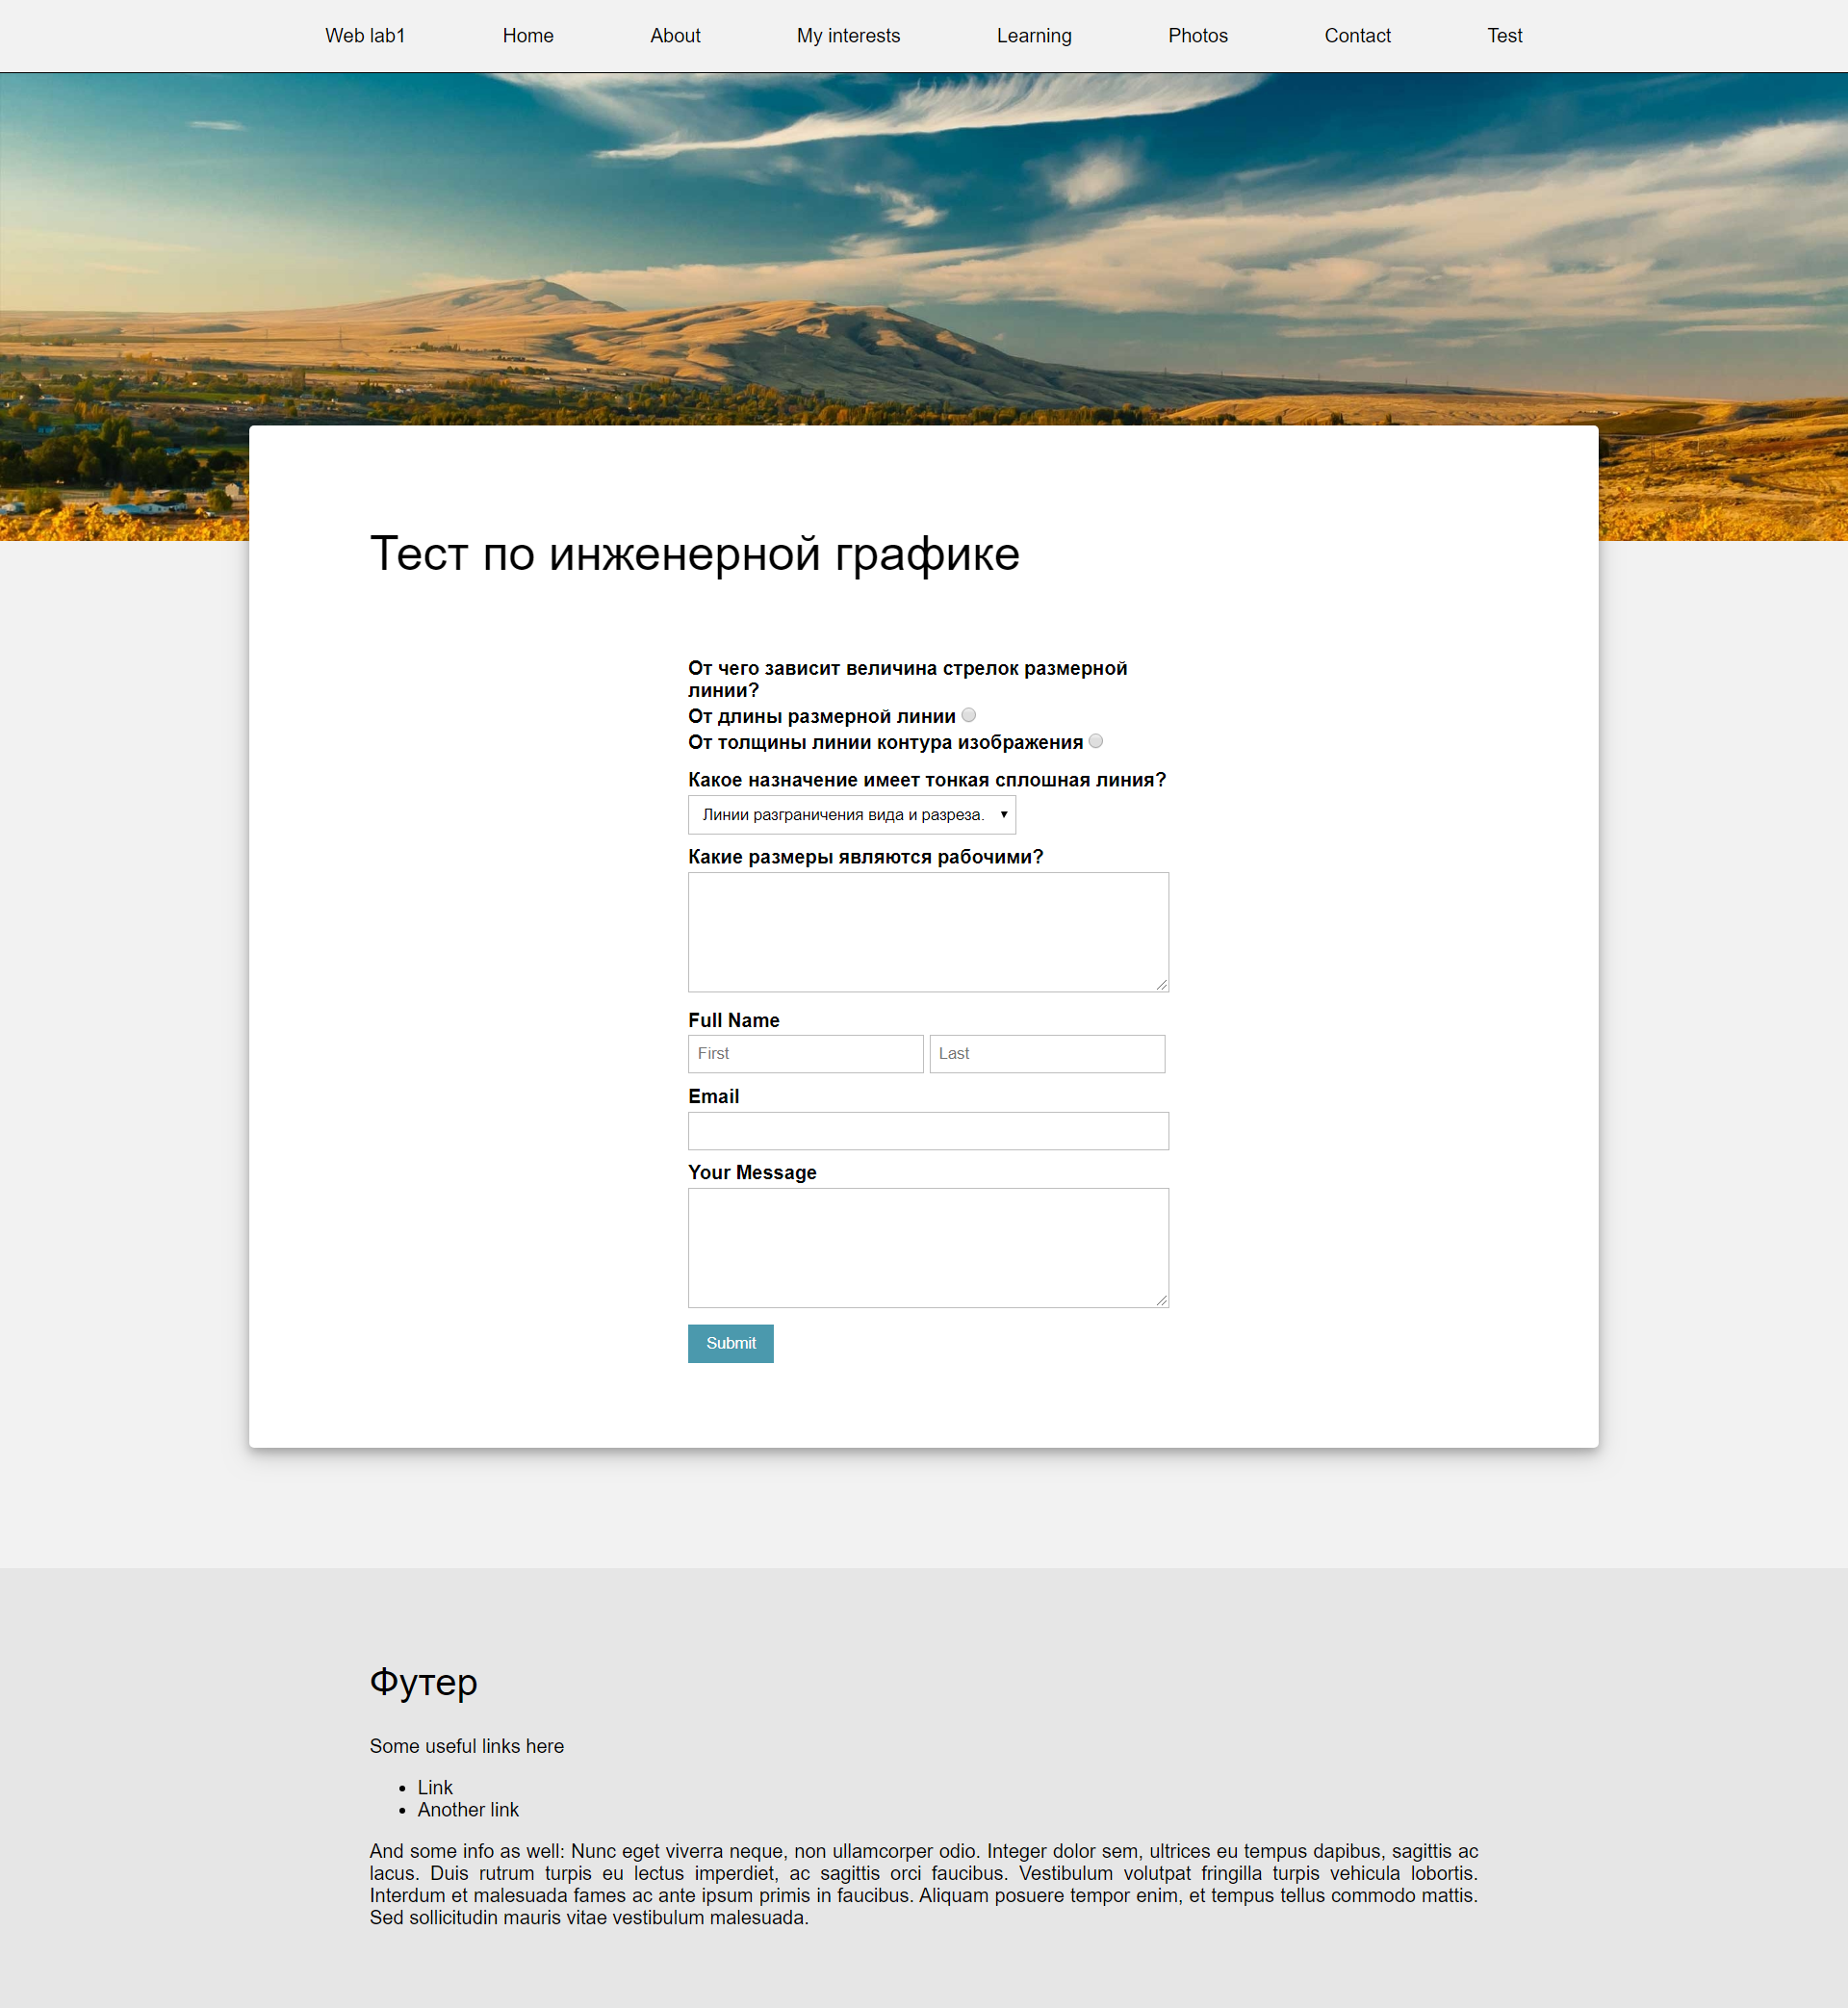 Web lab1 Home About My interests Learning Photos Contact Test
Тест по инженерной графике
От чего зависит величина стрелок размерной
линии?
От длины размерной линии
От толщины линии контура изображения
Какое назначение имеет тонкая сплошная линия?
Линии разграничения вида и разреза.
Какие размеры являются рабочими?
Full Name
First Last
Email
Your Message
Submit
Футер
Some useful links here
• Link
• Another link
And some info as well: Nunc eget viverra neque, non ullamcorper odio. Integer dolor sem, ultrices eu tempus dapibus, sagittis ac
lacus. Duis rutrum turpis eu lectus imperdiet, ac sagittis orci faucibus. Vestibulum volutpat fringilla turpis vehicula lobortis.
Interdum et malesuada fames ac ante ipsum primis in faucibus. Aliquam posuere tempor enim, et tempus tellus commodo mattis.
Sed sollicitudin mauris vitae vestibulum malesuada.